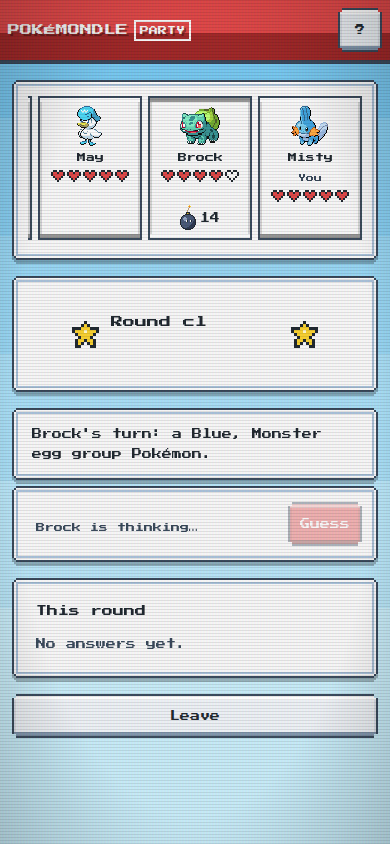 POKéMONDLE PARTY
?
May
Brock
Misty
You
14
Round cl
Brock's turn: a Blue, Monster
egg group Pokémon.
Brock is thinking…
Guess
This round
No answers yet.
Leave